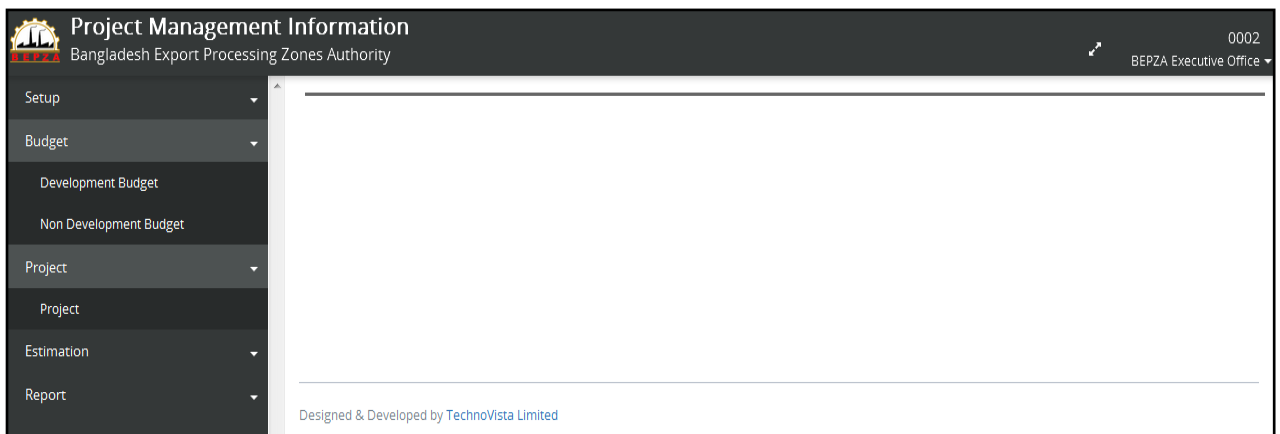 Project Management Information
Bangladesh Export Processing Zones Authority
BEPZA
0002
BEPZA Executive Office
Setup
Budget
Development Budget
Non Development Budget
Project
Project
Estimation
Report
Designed & Developed by TechnoVista Limited